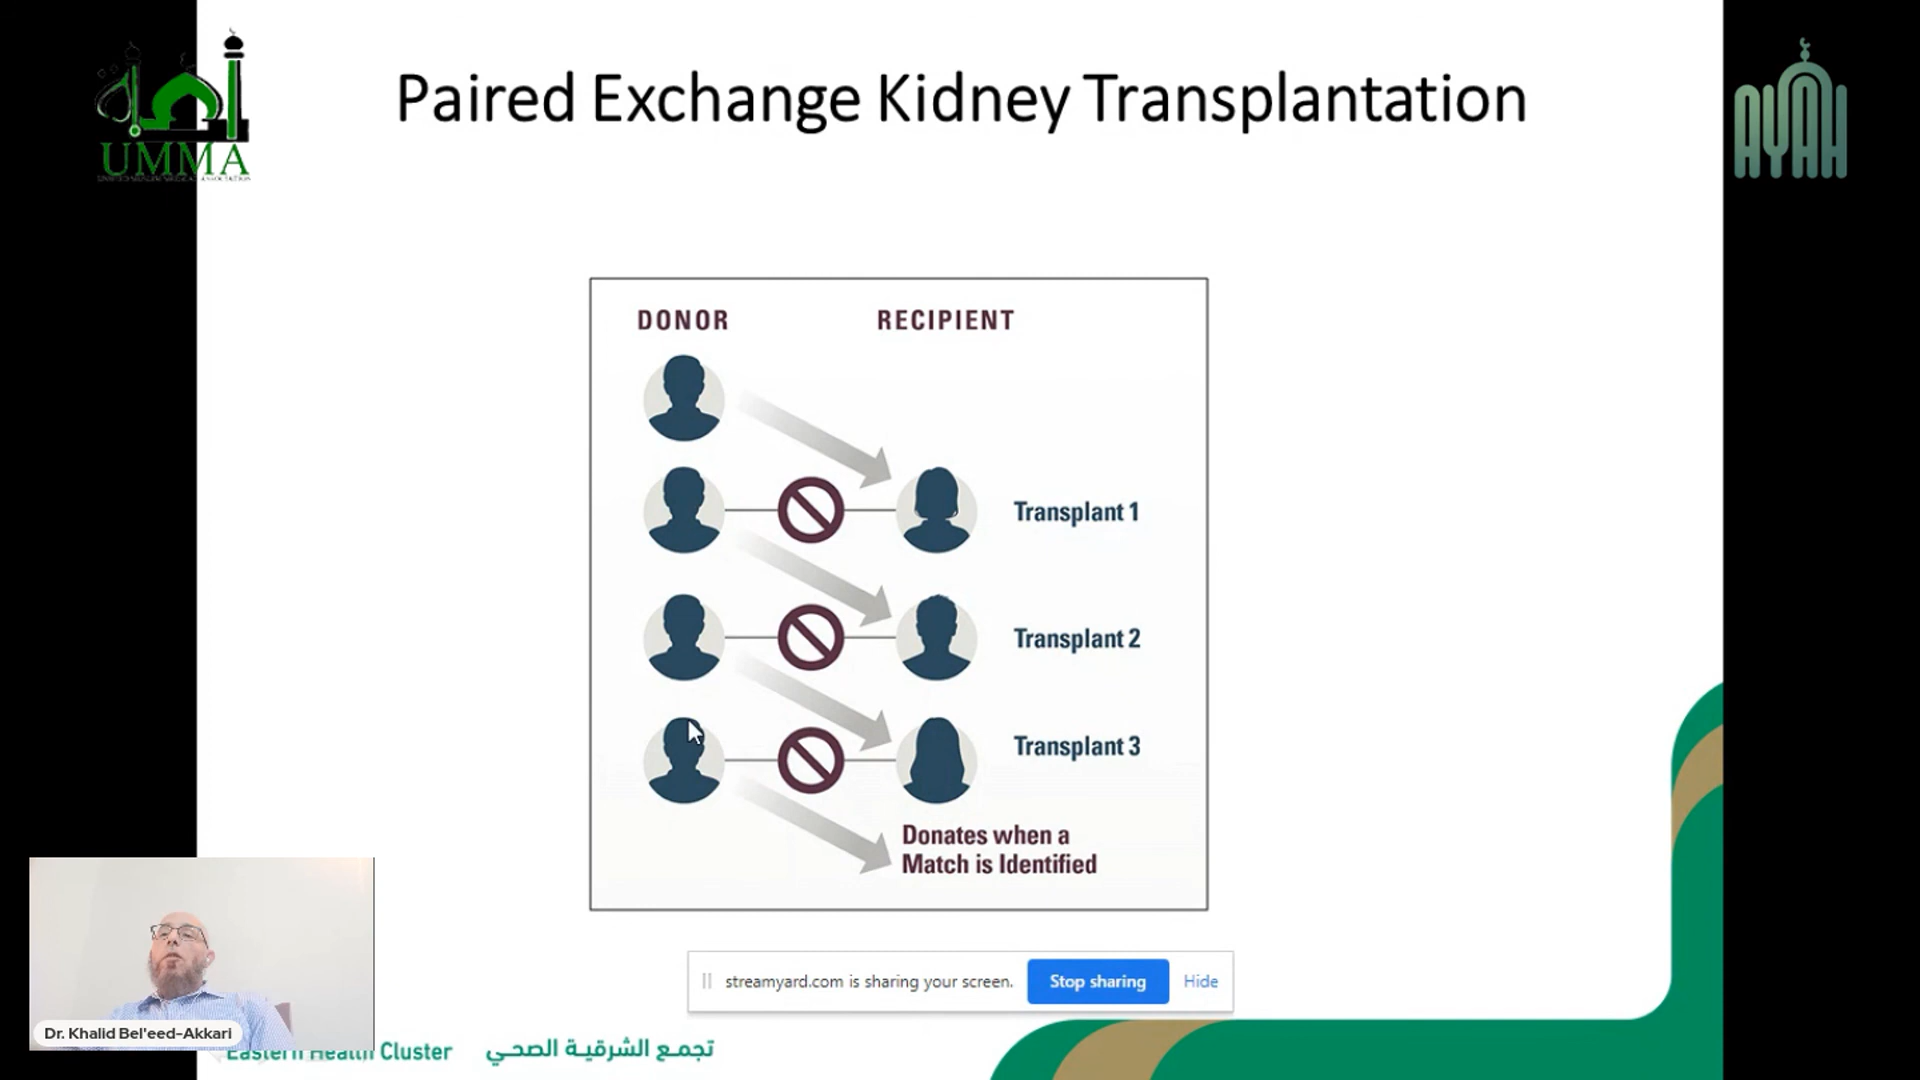 أمة
UMMA
AYAH
Paired Exchange Kidney Transplantation
DONOR
RECIPIENT
Transplant 1
Transplant 2
Transplant 3
Donates when a
Match is Identified
streamyard.com is sharing your screen.
Stop sharing
Hide
Dr. Khalid Bel'eed-Akkari
Eastern Health Cluster
تجمع الشرقية الصحي